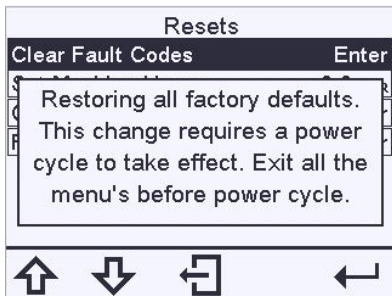 Resets
Clear Fault Codes Enter
Restoring all factory defaults.
This change requires a power
cycle to take effect. Exit all the
menu's before power cycle.